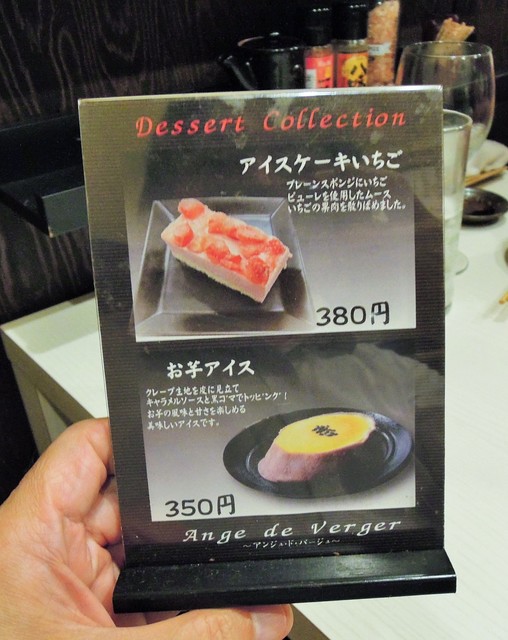 Dessert Collection
アイスケーキいちご
プレーンスポンジにいちご
ピューレを使用したムース
いちごの果肉を散りばめました。
380円
お芋アイス
クレープ生地を皮に見立て
キャラメルソースと黒ゴマでトッピング！
お芋の風味と甘さを楽しめる
美味しいアイスです。
350円
Ange de Verger
〜アンジュ・ド・バージュ〜